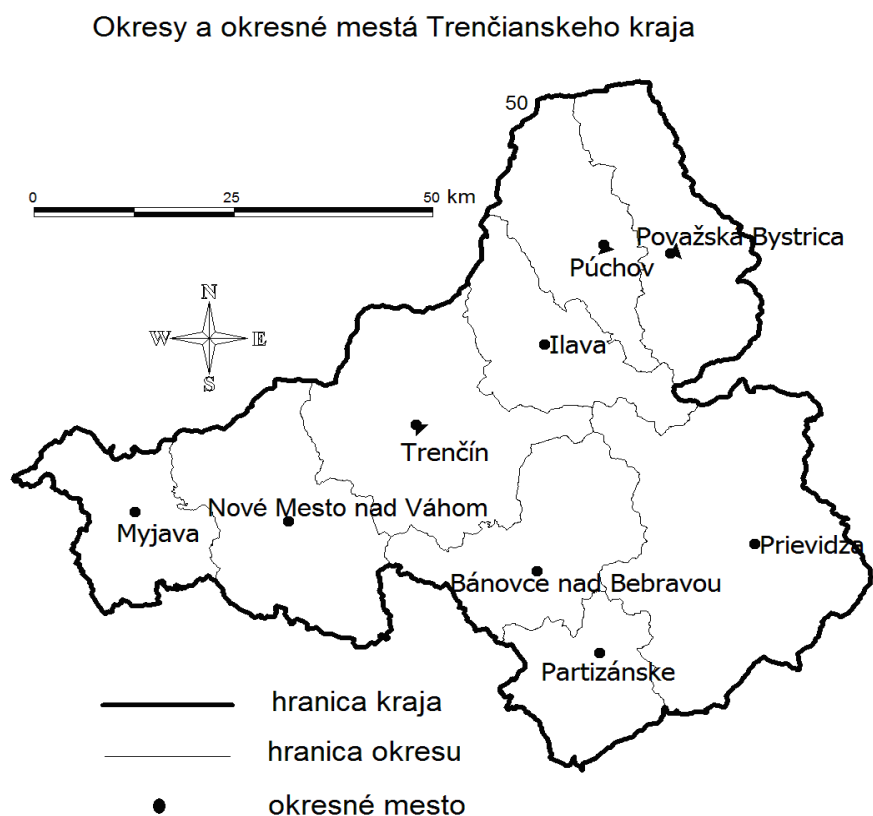 Okresy a okresné mestá Trenčianskeho kraja
50
0 25 50 km
Považská Bystrica
Púchov
N
W E
S
Ilava
Trenčín
Nové Mesto nad Váhom
Myjava
Prievidza
Bánovce nad Bebravou
Partizánske
hranica kraja
hranica okresu
okresné mesto